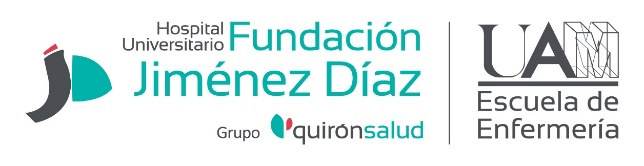 Hospital
Universitario Fundación
Jiménez Díaz
Grupo quirónsalud
UAM
Escuela de
Enfermería